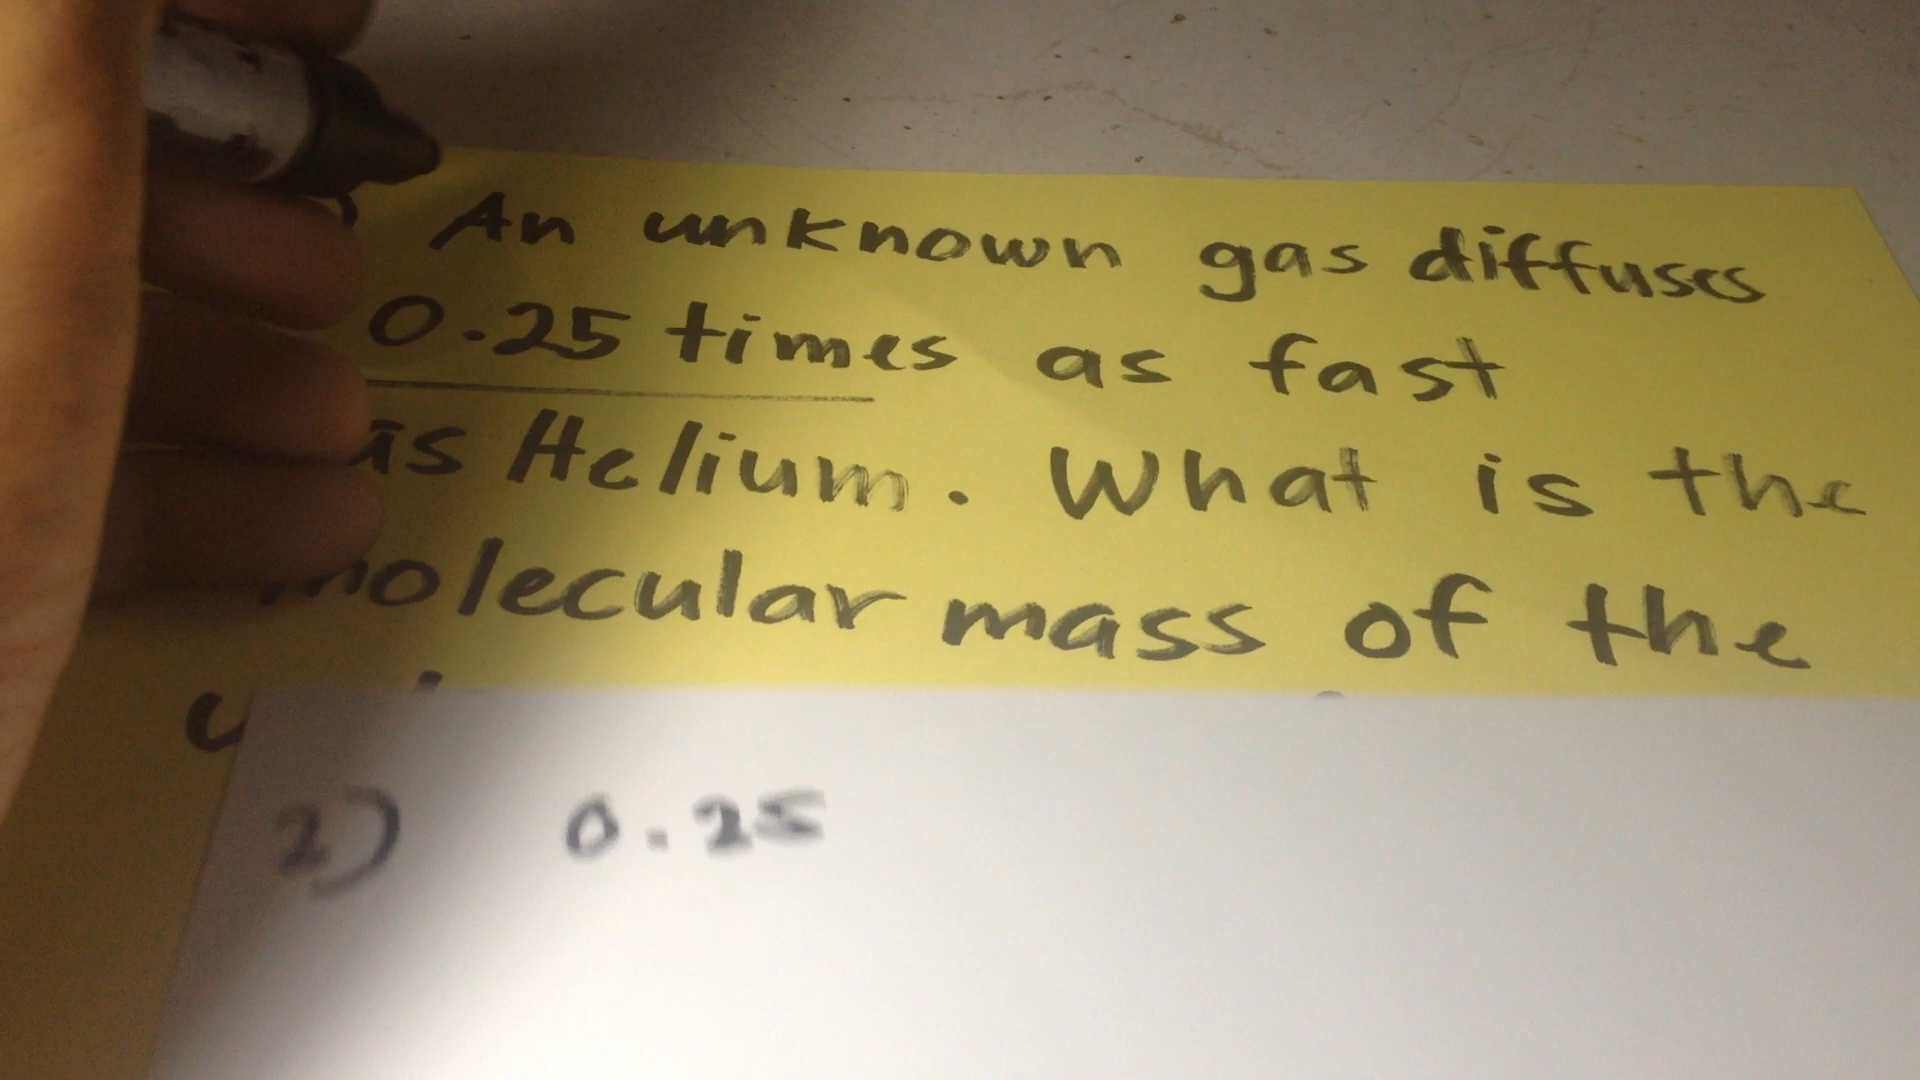 An unknown gas diffuses
0.25 times as fast
as Helium. What is the
molecular mass of the
2) 0.25